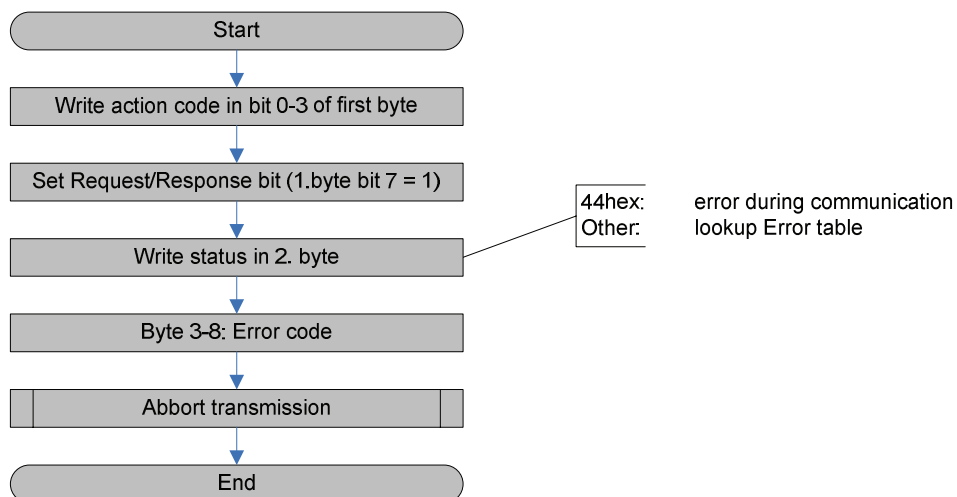 Start
Write action code in bit 0-3 of first byte
Set Request/Response bit (1.byte bit 7 = 1)
44hex: error during communication
Other: lookup Error table
Write status in 2. byte
Byte 3-8: Error code
Abbort transmission
End